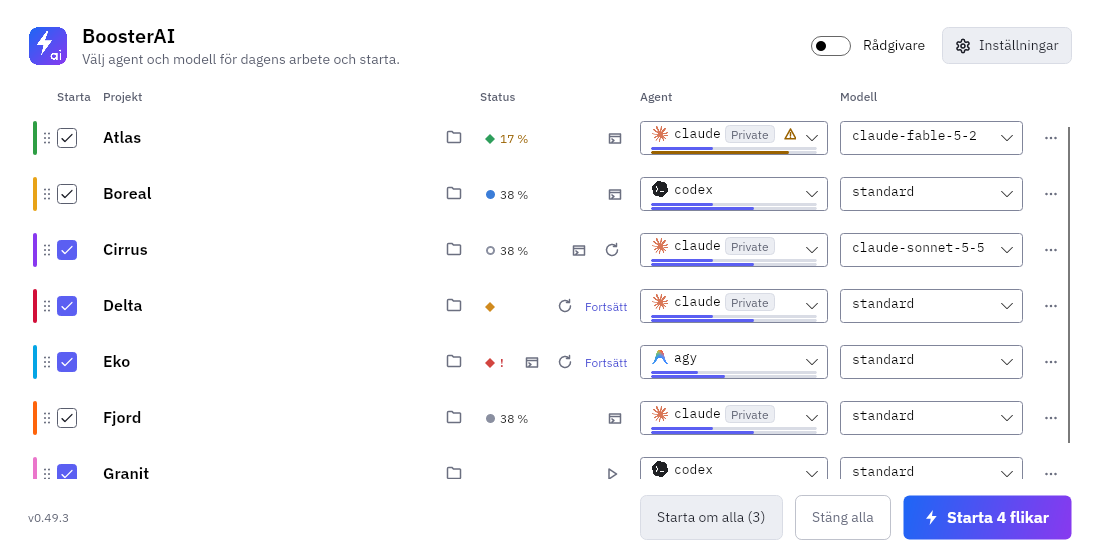 BoosterAI
Välj agent och modell för dagens arbete och starta.
Rådgivare
Inställningar
Starta Projekt Status Agent Modell
Atlas 17 % claude Private claude-fable-5-2
Boreal 38 % codex standard
Cirrus 38 % claude Private claude-sonnet-5-5
Delta Fortsätt claude Private standard
Eko ! Fortsätt agy standard
Fjord 38 % claude Private standard
Granit codex standard
v0.49.3
Starta om alla (3)
Stäng alla
Starta 4 flikar
ai